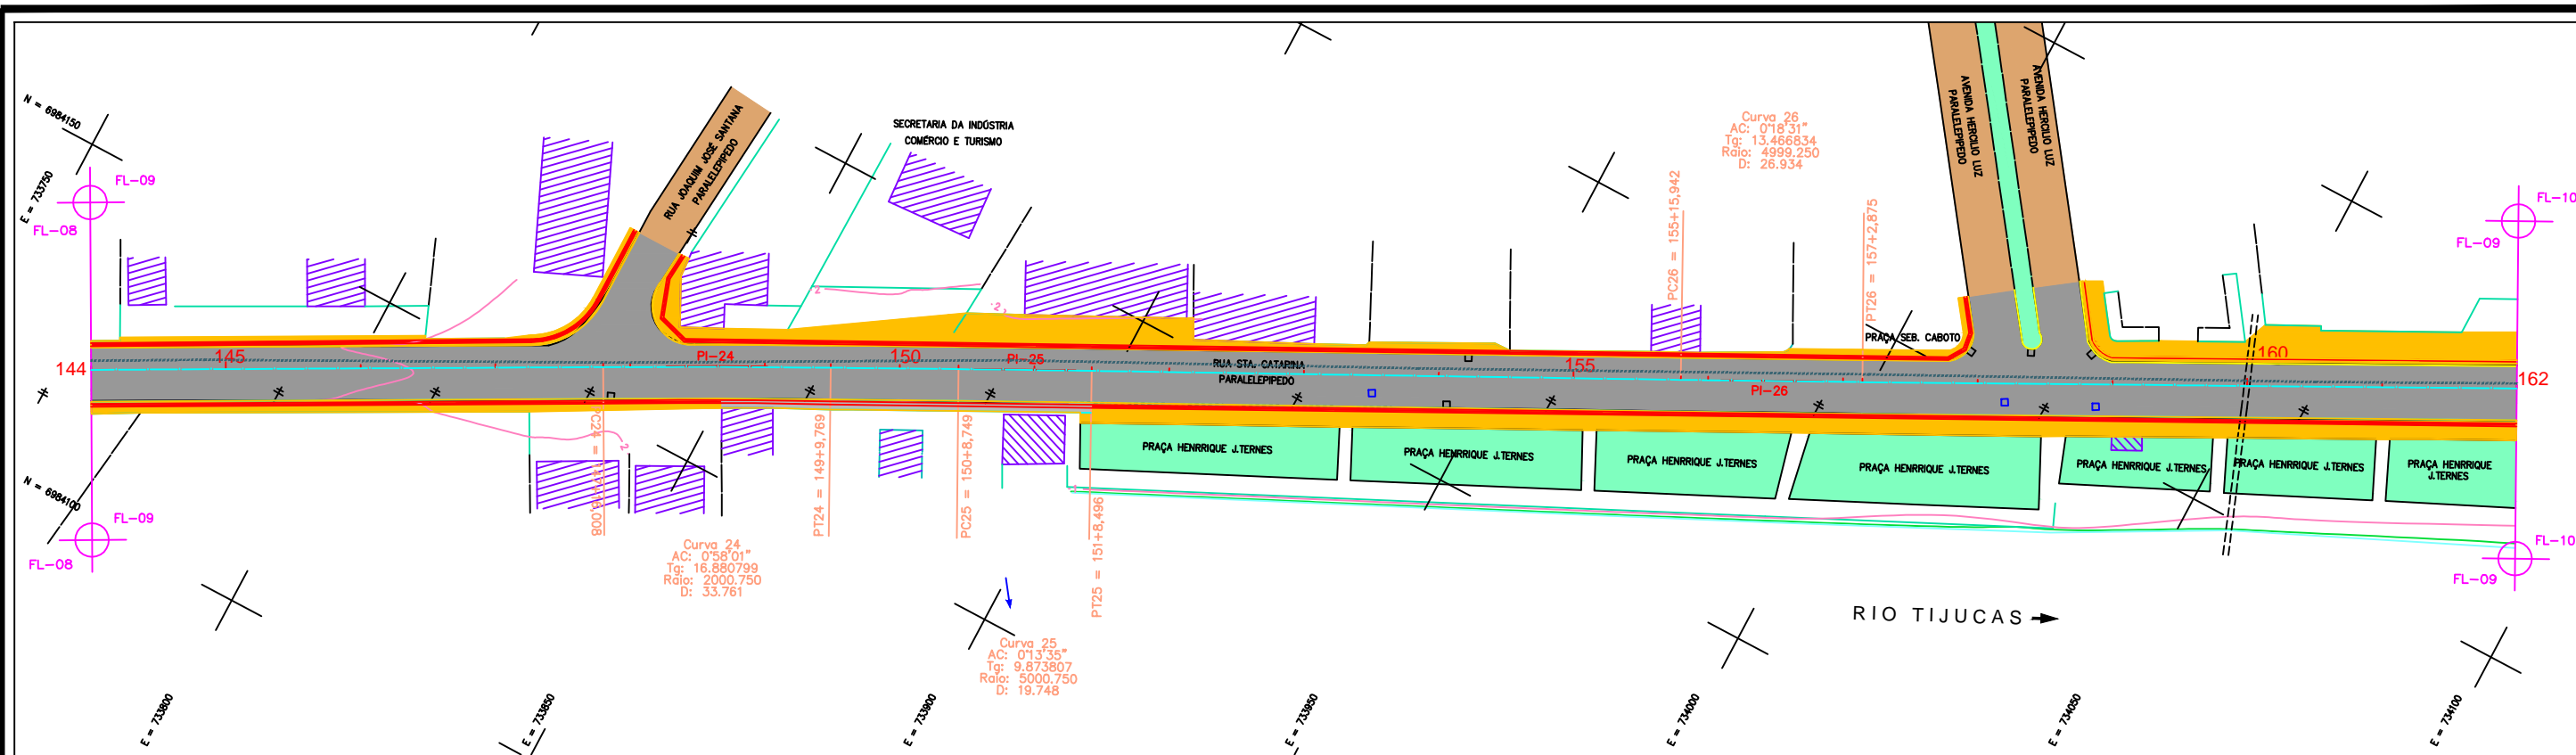 N = 6984150
E = 733750
FL-09
FL-08
RUA JOAQUIM JOSÉ SANTANA
PARALELEPIPEDO
SECRETARIA DA INDÚSTRIA
COMÉRCIO E TURISMO
Curva 26
AC: 0°18'31"
Tg: 13.466834
Raio: 4999.250
D: 26.934
PC26 = 155+15,942
PT26 = 157+2,875
AVENIDA HERCILIO LUZ
PARALELEPIPEDO
AVENIDA HERCILIO LUZ
PARALELEPIPEDO
FL-10
FL-09
PRAÇA SEB. CABOTO
2
2
144
145
PI-24
150
PI-25
RUA STA. CATARINA
PARALELEPIPEDO
155
PI-26
160
162
N = 6984100
FL-09
FL-08
2
PT24 = 149+9,769
PC25 = 150+8,749
PT25 = 151+8,496
PRAÇA HENRRIQUE J.TERNES
PRAÇA HENRRIQUE J.TERNES
PRAÇA HENRRIQUE J.TERNES
PRAÇA HENRRIQUE J.TERNES
PRAÇA HENRRIQUE J.TERNES
PRAÇA HENRRIQUE J.TERNES
PRAÇA HENRRIQUE
J.TERNES
FL-10
FL-09
Curva 24
AC: 0°58'01"
Tg: 16.880799
Raio: 2000.750
D: 33.761
Curva 25
AC: 0°13'35"
Tg: 9.873807
Raio: 5000.750
D: 19.748
RIO TIJUCAS
E = 733800
E = 733850
E = 733900
E = 733950
E = 734000
E = 734050
E = 734100